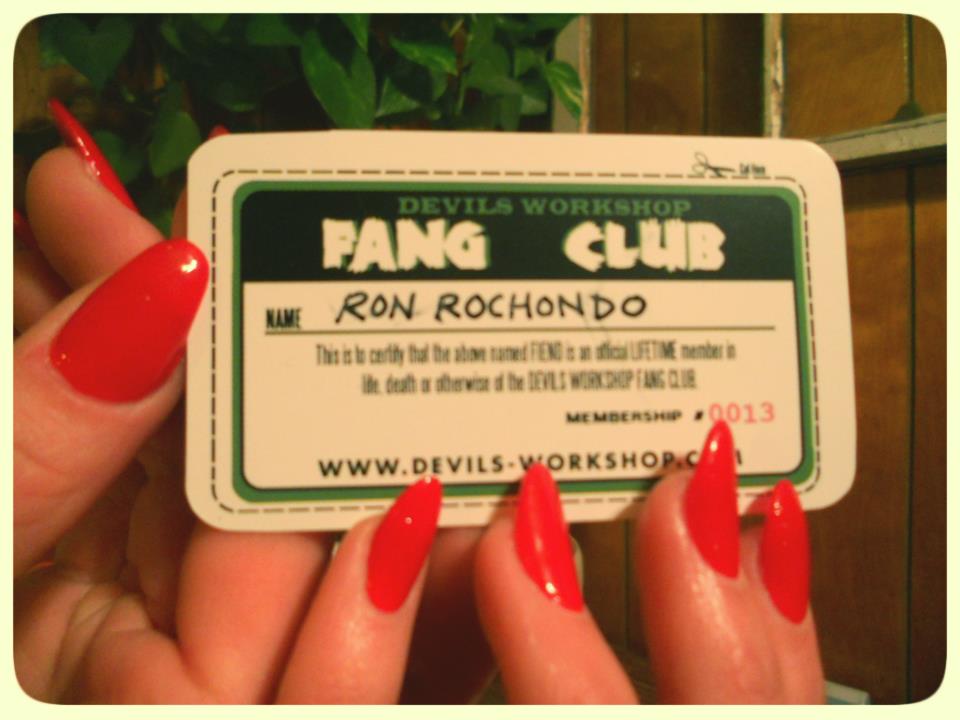 Cut Here
DEVILS WORKSHOP
FANG CLUB
NAME RON ROCHONDO
This is to certify that the above named FIEND is an official LIFETIME member in
life, death or otherwise of the DEVILS WORKSHOP FANG CLUB.
MEMBERSHIP #0013
WWW.DEVILS-WORKSHOP.C M